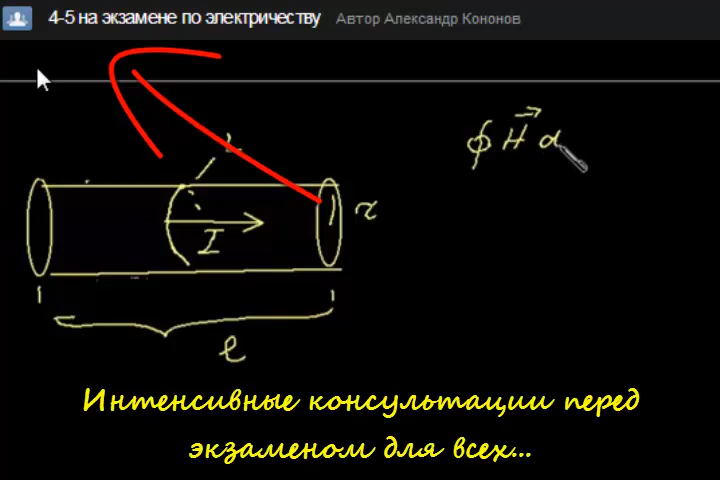 4-5 на экзамене по электричеству Автор Александр Кононов
L
∮ H⃗ d
I
r
l
Интенсивные консультации перед
экзаменом для всех...